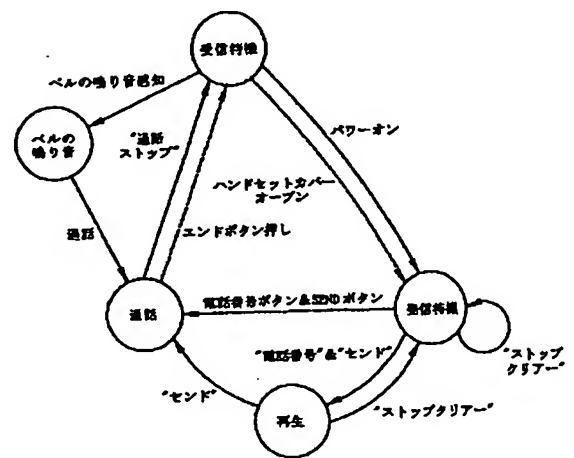 受信待機
ベルの鳴り音感知
ベルの
鳴り音
"通話
ストップ"
パワーオン
ハンドセットカバー
オープン
通話
エンドボタン押し
通話
電話番号ボタン&SENDボタン
受信待機
"ストップ
クリアー"
"電話番号"&"センド"
"センド"
再生
"ストップクリアー"